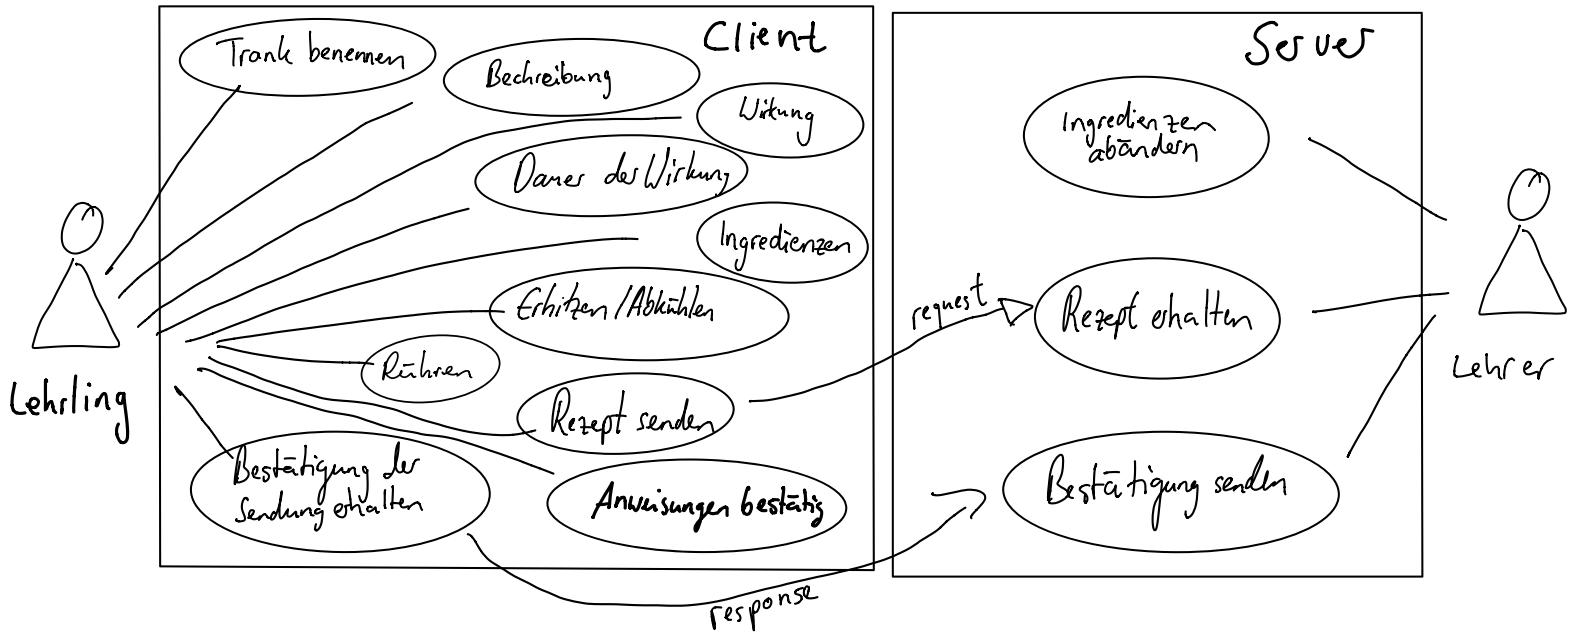 Client
Server
Trank benennen
Bechreibung
Wirkung
Dauer der Wirkung
Ingredienzen
Erhitzen/Abkühlen
Rühren
Rezept senden
Bestätigung der
Sendung erhalten
Anweisungen bestätig
Lehrling
request
response
Ingredienzen
abändern
Rezept erhalten
Bestätigung senden
Lehrer